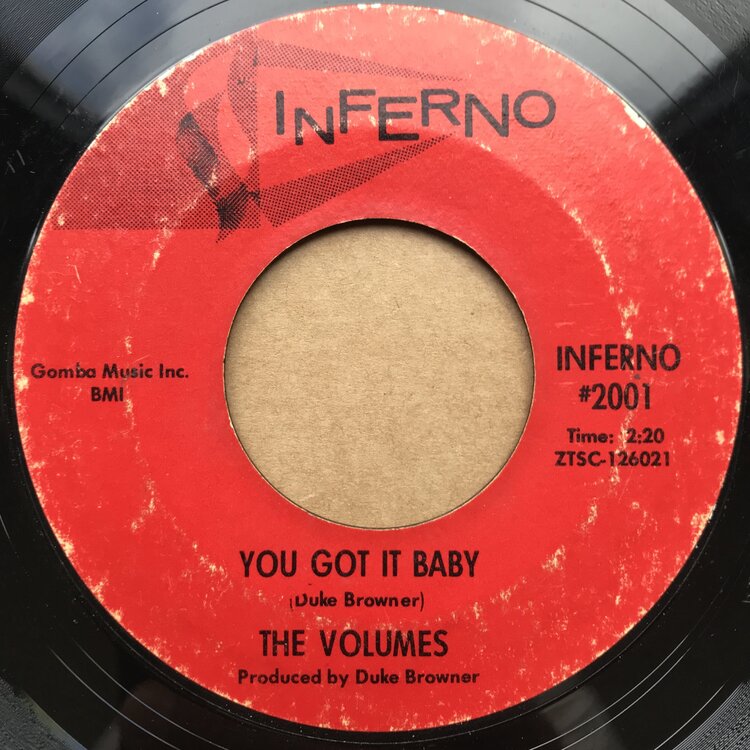 INFERNO
Gomba Music Inc.
BMI
INFERNO
#2001
Time: 2:20
ZTSC-126021
YOU GOT IT BABY
(Duke Browner)
THE VOLUMES
Produced by Duke Browner